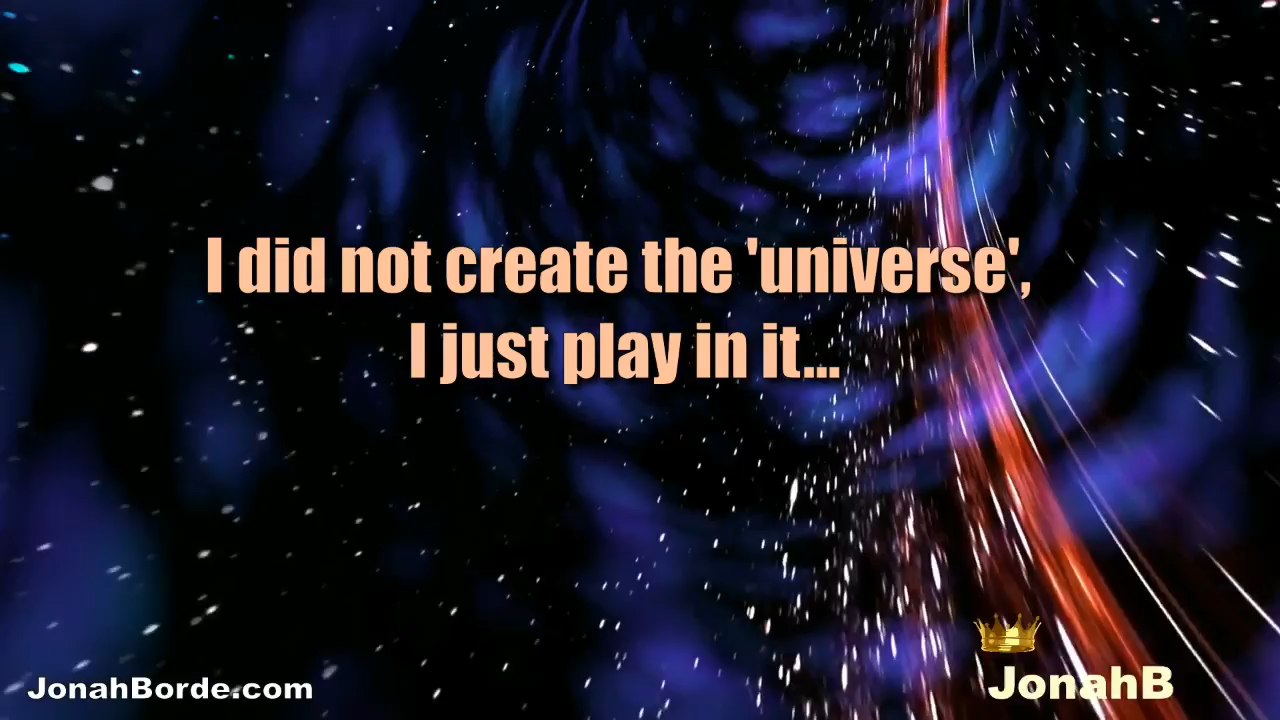 I did not create the 'universe',
I just play in it...
JonahBorde.com
JonahB